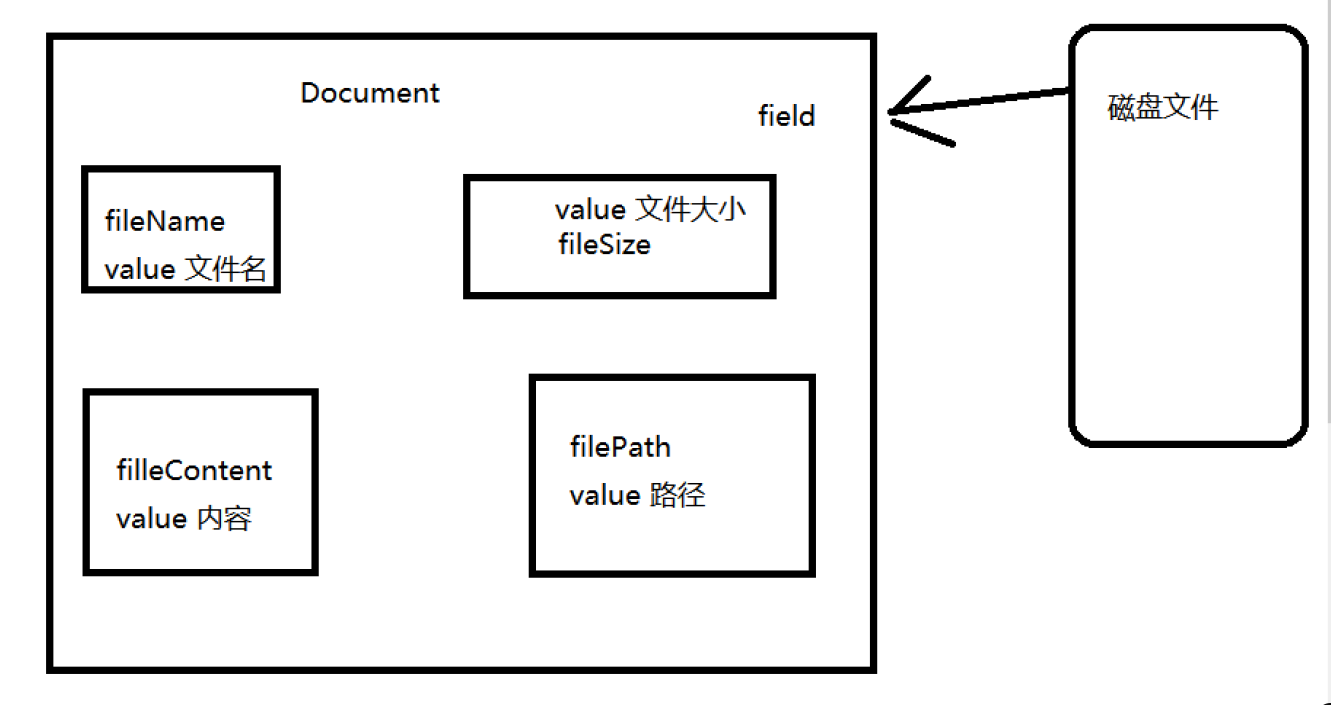 Document
field
磁盘文件
fileName
value 文件名
value 文件大小
fileSize
filleContent
value 内容
filePath
value 路径